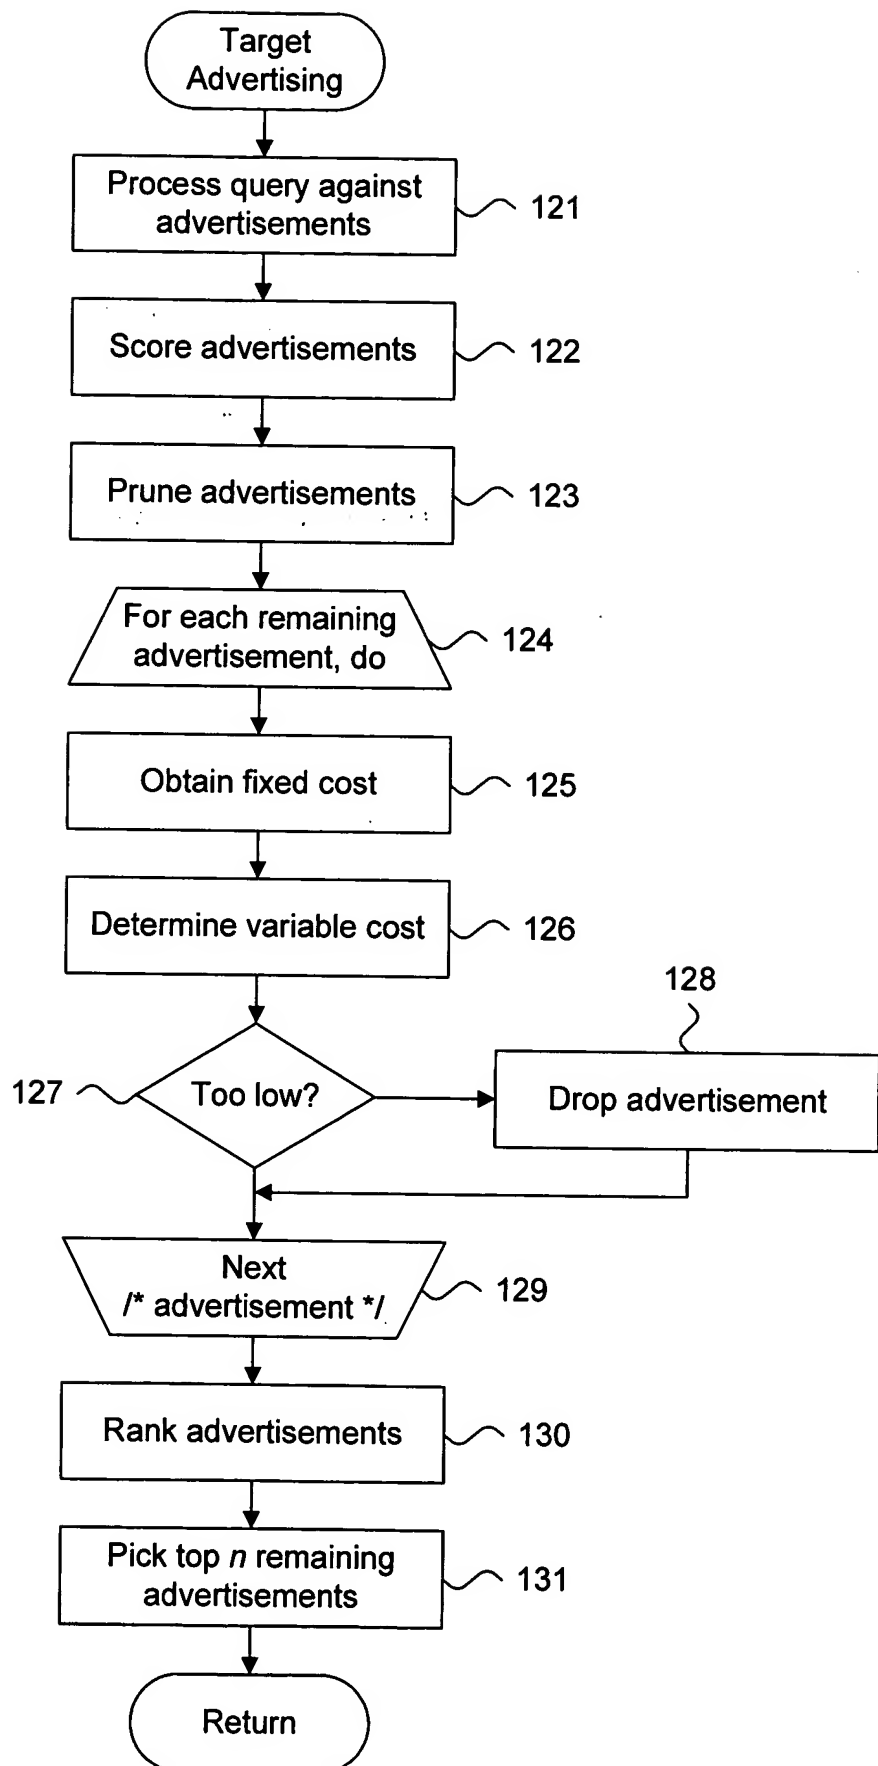 Target
Advertising
Process query against
advertisements
121
Score advertisements
122
Prune advertisements
123
For each remaining
advertisement, do
124
Obtain fixed cost
125
Determine variable cost
126
128
127
Too low?
Drop advertisement
Next
/* advertisement */
129
Rank advertisements
130
Pick top n remaining
advertisements
131
Return